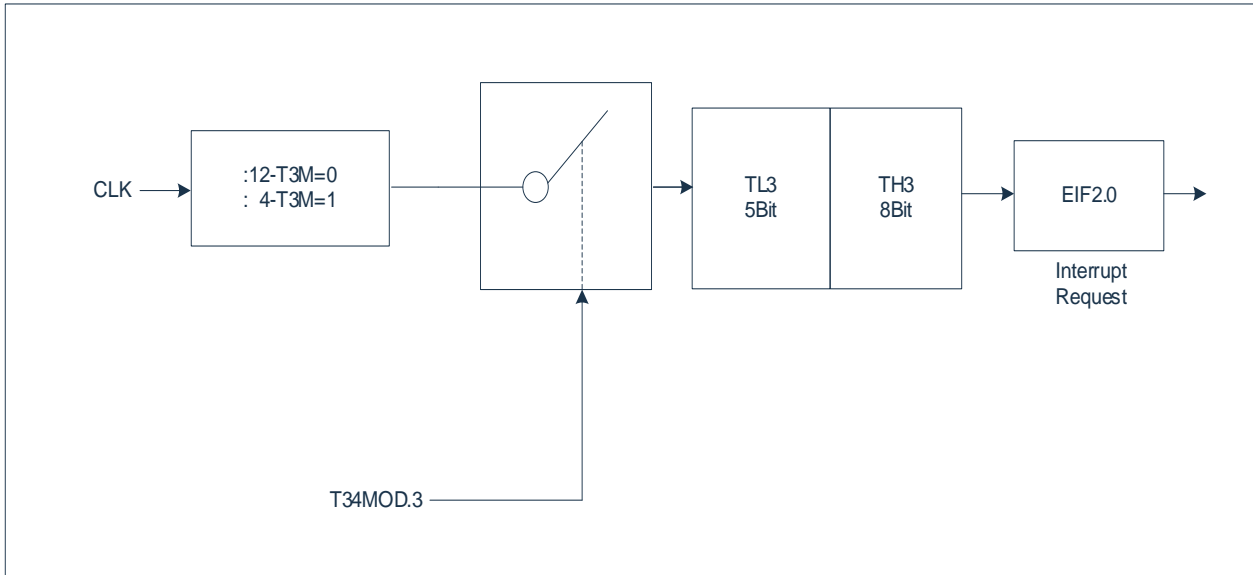 CLK
:12-T3M=0
: 4-T3M=1
TL3
5Bit
TH3
8Bit
EIF2.0
Interrupt
Request
T34MOD.3